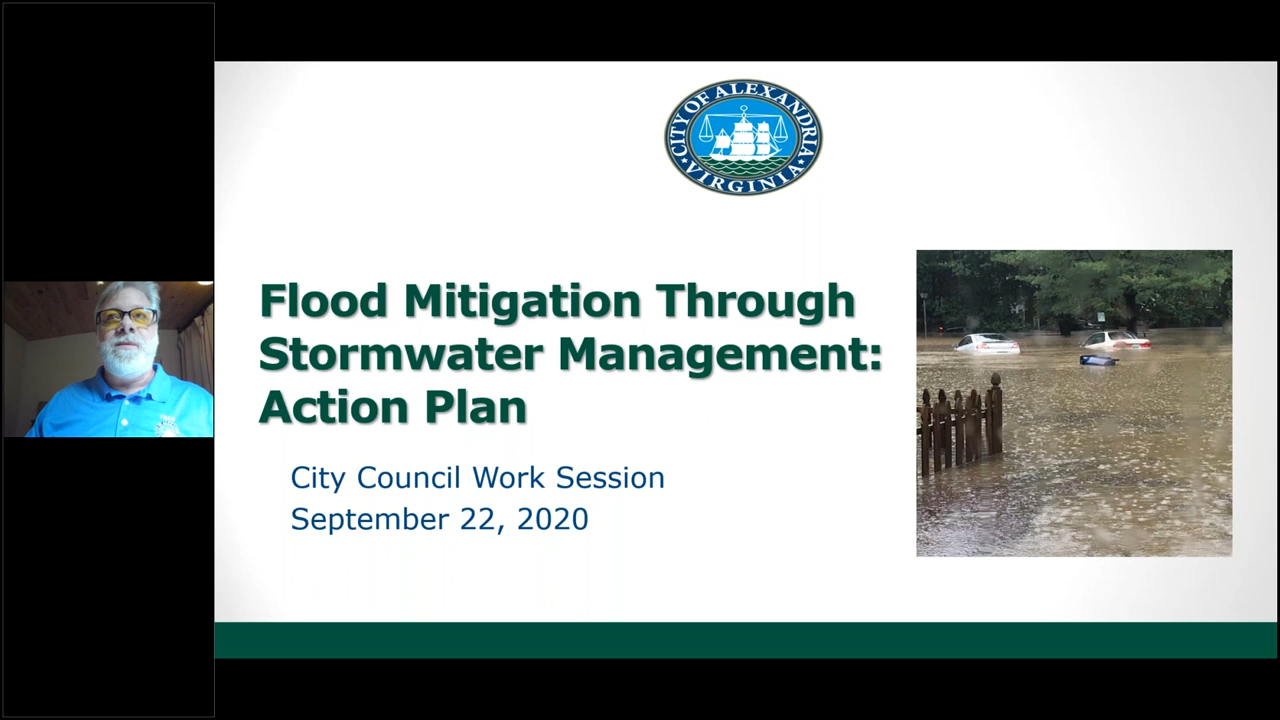 CITY OF ALEXANDRIA
VIRGINIA
Flood Mitigation Through
Stormwater Management:
Action Plan
City Council Work Session
September 22, 2020